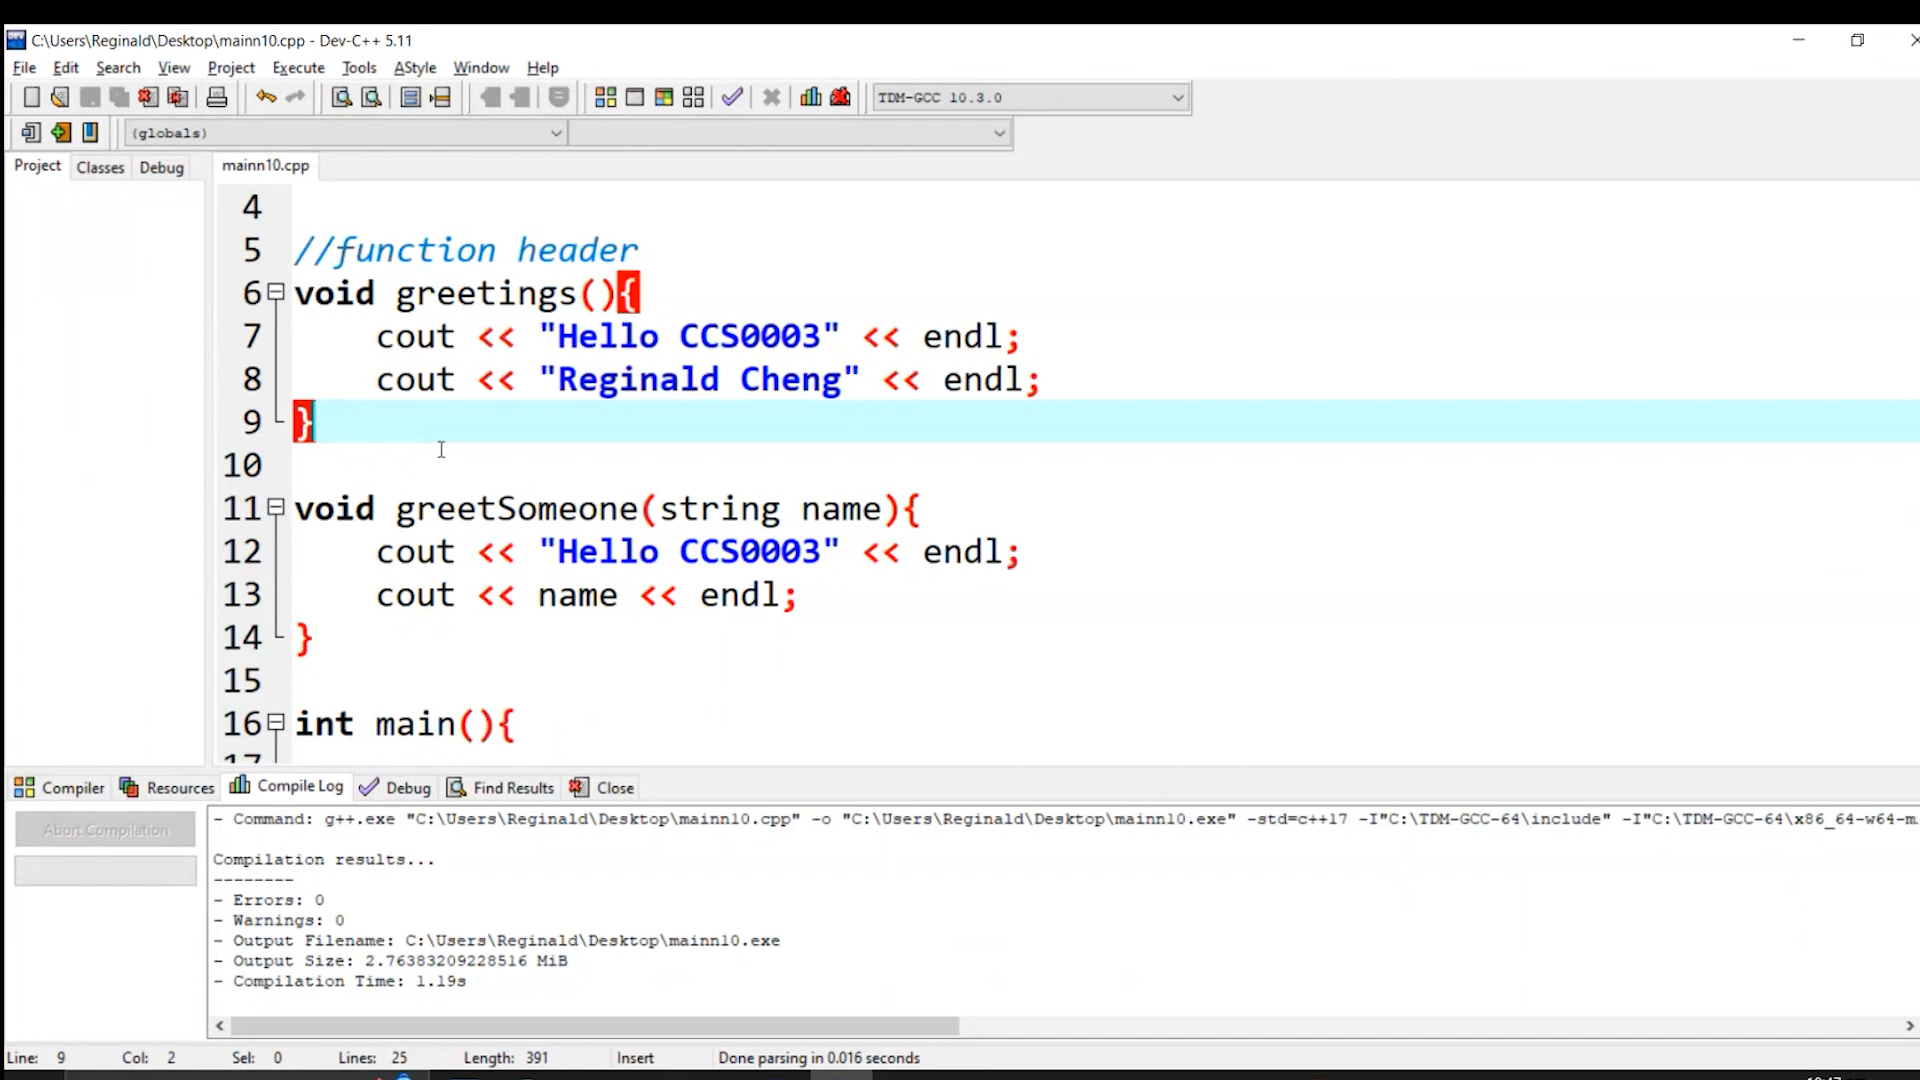 C:\Users\Reginald\Desktop\mainn10.cpp - Dev-C++ 5.11
File Edit Search View Project Execute Tools AStyle Window Help
TDM-GCC 10.3.0
(globals)
Project Classes Debug mainn10.cpp
4
5 //function header
6 void greetings(){
7 cout << "Hello CCS0003" << endl;
8 cout << "Reginald Cheng" << endl;
9 }
10
11 void greetSomeone(string name){
12 cout << "Hello CCS0003" << endl;
13 cout << name << endl;
14 }
15
16 int main(){
Compiler Resources Compile Log Debug Find Results Close
Abort Compilation
- Command: g++.exe "C:\Users\Reginald\Desktop\mainn10.cpp" -o "C:\Users\Reginald\Desktop\mainn10.exe" -std=c++17 -I"C:\TDM-GCC-64\include" -I"C:\TDM-GCC-64\x86_64-w64-m
Compilation results...
--------
- Errors: 0
- Warnings: 0
- Output Filename: C:\Users\Reginald\Desktop\mainn10.exe
- Output Size: 2.76383209228516 MiB
- Compilation Time: 1.19s
Line: 9 Col: 2 Sel: 0 Lines: 25 Length: 391 Insert Done parsing in 0.016 seconds